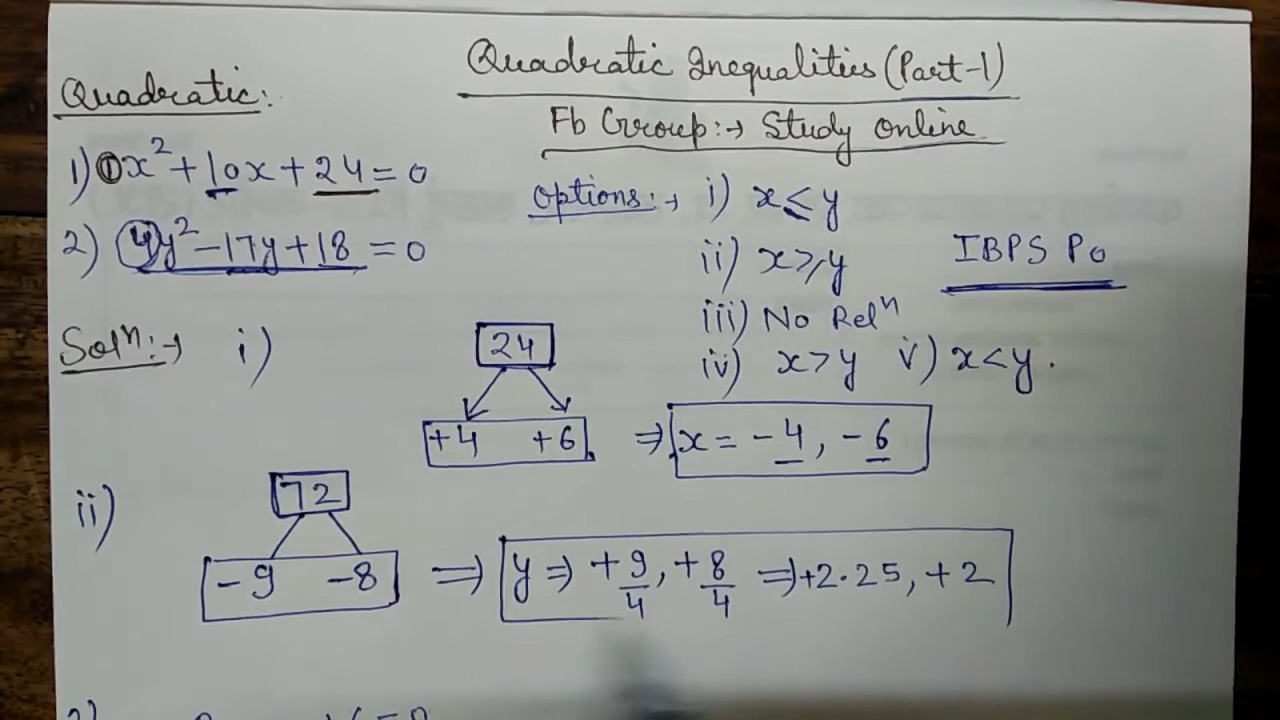 Quadratic Inequalities (Part-1)
Fb Group:→ Study Online
Quadratic:
1) 1x² + 10x + 24 = 0
2) 4y² - 17y + 18 = 0
Options:→ i) x ≤ y
ii) x ≥ y
iii) No Relⁿ
iv) x > y v) x < y.
IBPS PO
Solⁿ:→ i)
24
+4 +6 ⇒ x = -4, -6
ii)
72
-9 -8 ⇒ y ⇒ +9/4, +8/4 ⇒ +2.25, +2